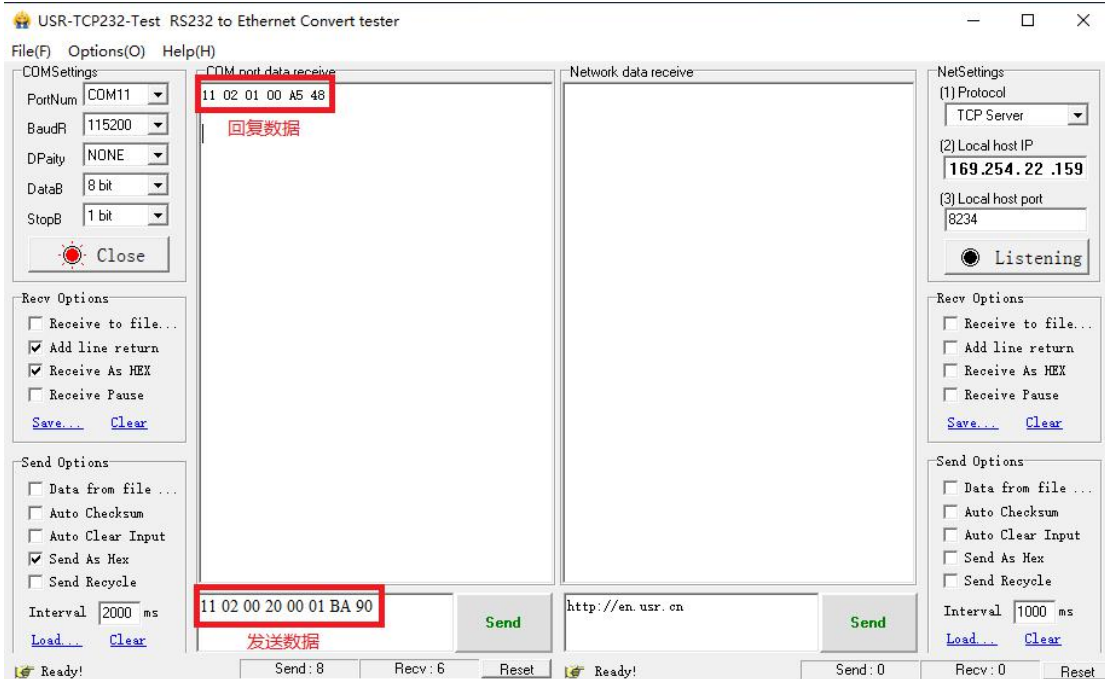 USR-TCP232-Test RS232 to Ethernet Convert tester
File(F) Options(O) Help(H)
COMSettings
PortNum COM11
BaudR 115200
DPaity NONE
DataB 8 bit
StopB 1 bit
Close
Recv Options
Receive to file...
Add line return
Receive As HEX
Receive Pause
Save... Clear
Send Options
Data from file ...
Auto Checksum
Auto Clear Input
Send As Hex
Send Recycle
Interval 2000 ms
Load... Clear
COM port data receive
11 02 01 00 A5 48
回复数据
11 02 00 20 00 01 BA 90
发送数据
Send
Network data receive
http://en.usr.cn
Send
NetSettings
(1) Protocol
TCP Server
(2) Local host IP
169.254.22.159
(3) Local host port
8234
Listening
Recv Options
Receive to file...
Add line return
Receive As HEX
Receive Pause
Save... Clear
Send Options
Data from file ...
Auto Checksum
Auto Clear Input
Send As Hex
Send Recycle
Interval 1000 ms
Load... Clear
Ready! Send : 8 Recv : 6 Reset
Ready! Send : 0 Recv : 0 Reset